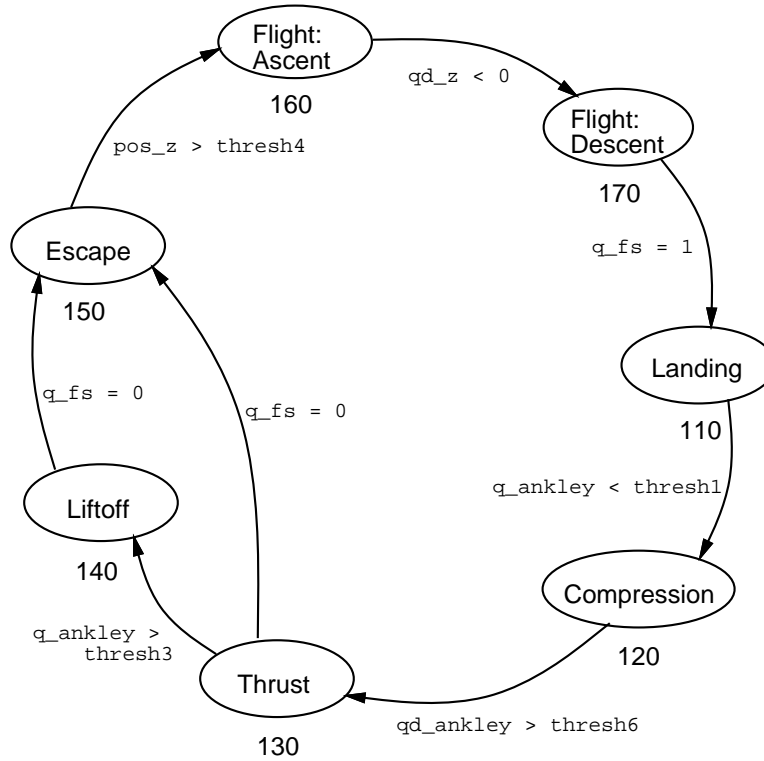 Flight:
Ascent
160
qd_z < 0
Flight:
Descent
170
pos_z > thresh4
q_fs = 1
Escape
150
Landing
110
q_fs = 0
q_fs = 0
q_ankley < thresh1
Liftoff
140
Compression
120
q_ankley >
thresh3
Thrust
130
qd_ankley > thresh6